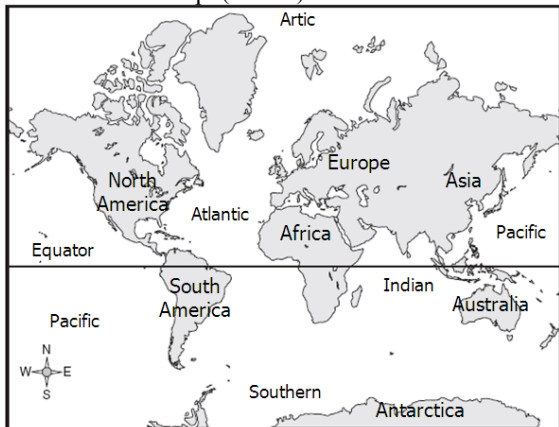 Artic
Europe
North
America
Asia
Atlantic
Africa
Pacific
Equator
South
America
Indian
Australia
Pacific
N
W E
S
Southern
Antarctica